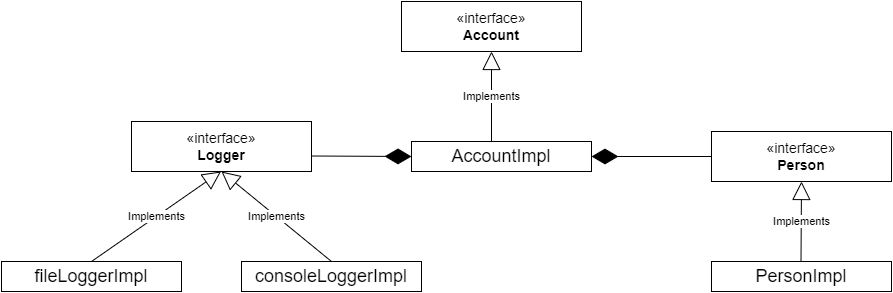 «interface»
Account
Implements
«interface»
Logger
AccountImpl
«interface»
Person
Implements
Implements
Implements
fileLoggerImpl
consoleLoggerImpl
PersonImpl